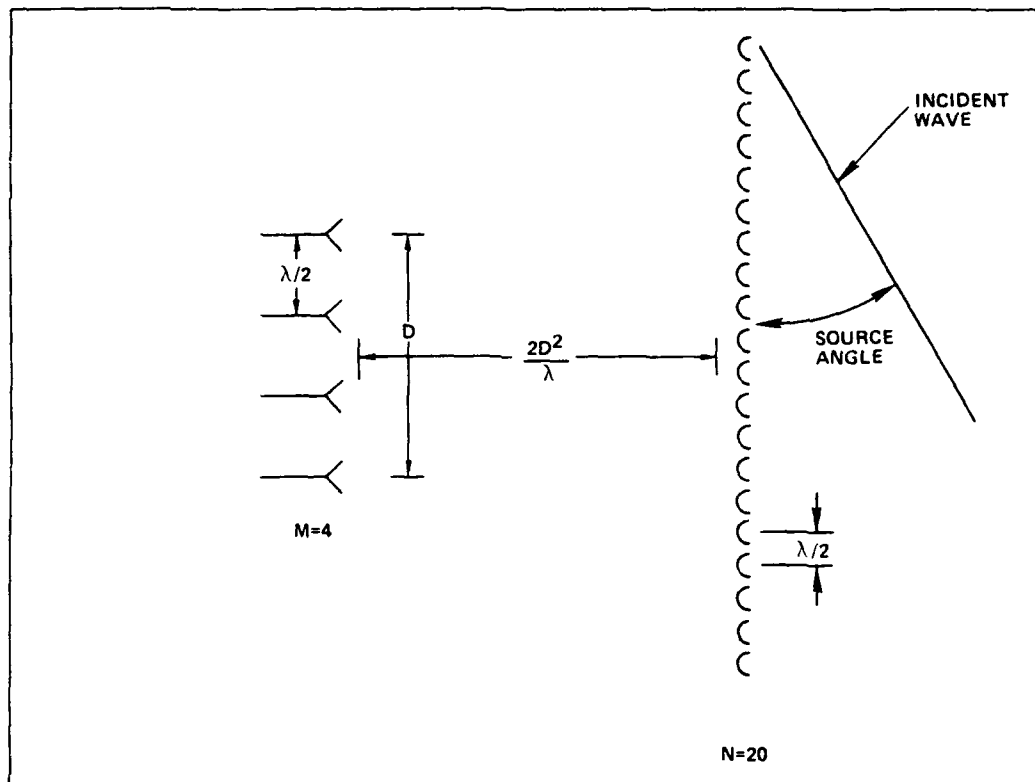 INCIDENT
WAVE
λ/2
D
2D²
λ
SOURCE
ANGLE
M=4
λ/2
N=20